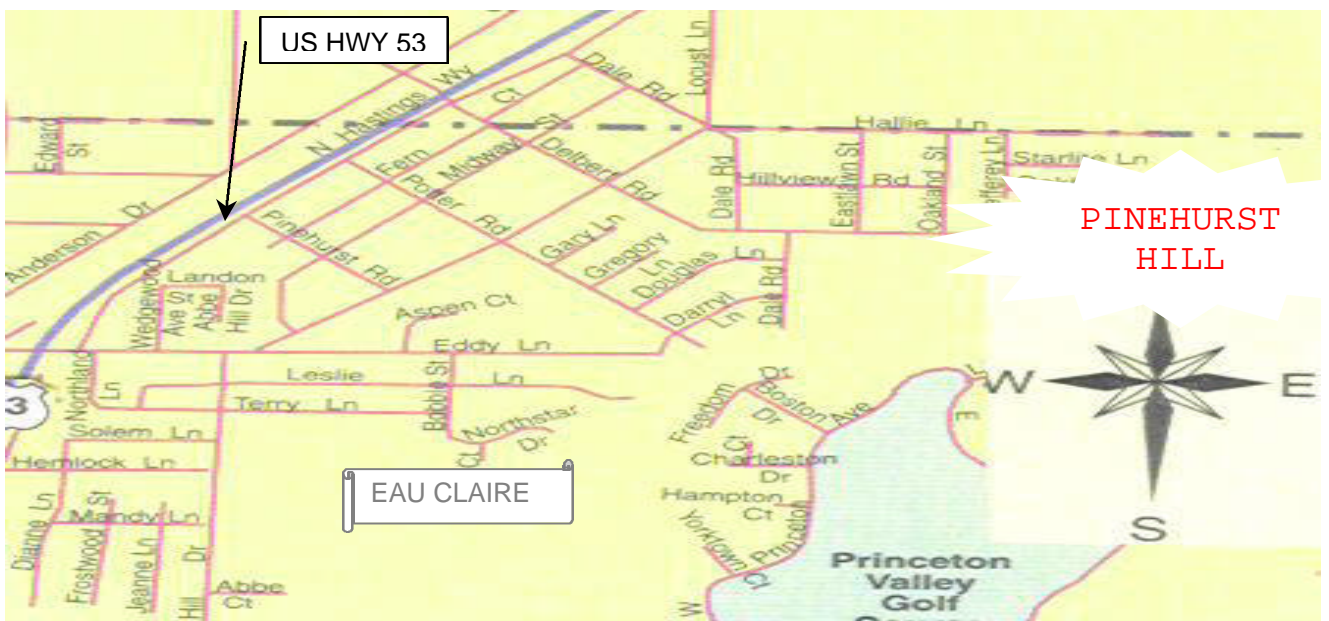 US HWY 53
N Hastings Wy
Dale Rd
Locust Ln
Edward
St
Fern
Ct
Midway
St
Delbert Rd
Hallie Ln
Starlite Ln
Hillview Rd
Dale Rd
Eastlawn St
Oakland St
Potter Rd
Pinehurst Rd
Anderson Dr
Gary Ln
Gregory
Ln
Douglas Ln
Darryl
Ln
Dale Rd
PINEHURST
HILL
Landon
St
Wedgewood
Ave
Abbe
Hill Dr
Aspen Ct
Eddy Ln
Leslie Ln
Terry Ln
Northland
Ln
3
Bobbie St
Northstar
Dr
Ct
Solem Ln
Hemlock Ln
Mandy Ln
Dianne Ln
Frostwood St
Jeanne Ln
Hill Dr
Abbe
Ct
EAU CLAIRE
Freedom
Dr
Boston
Dr
Ave
Ct
Charleston
Dr
Hampton
Ct
Yorktown
Ct
Princeton
W
E
Princeton
Valley
Golf
W
E
S